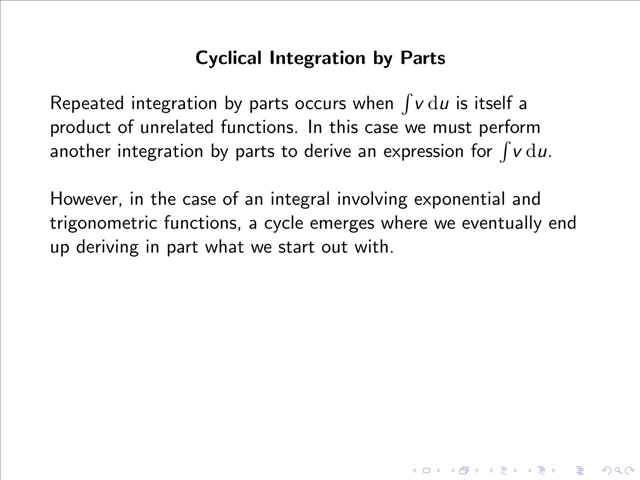 Cyclical Integration by Parts
Repeated integration by parts occurs when ∫ v du is itself a
product of unrelated functions. In this case we must perform
another integration by parts to derive an expression for ∫ v du.
However, in the case of an integral involving exponential and
trigonometric functions, a cycle emerges where we eventually end
up deriving in part what we start out with.